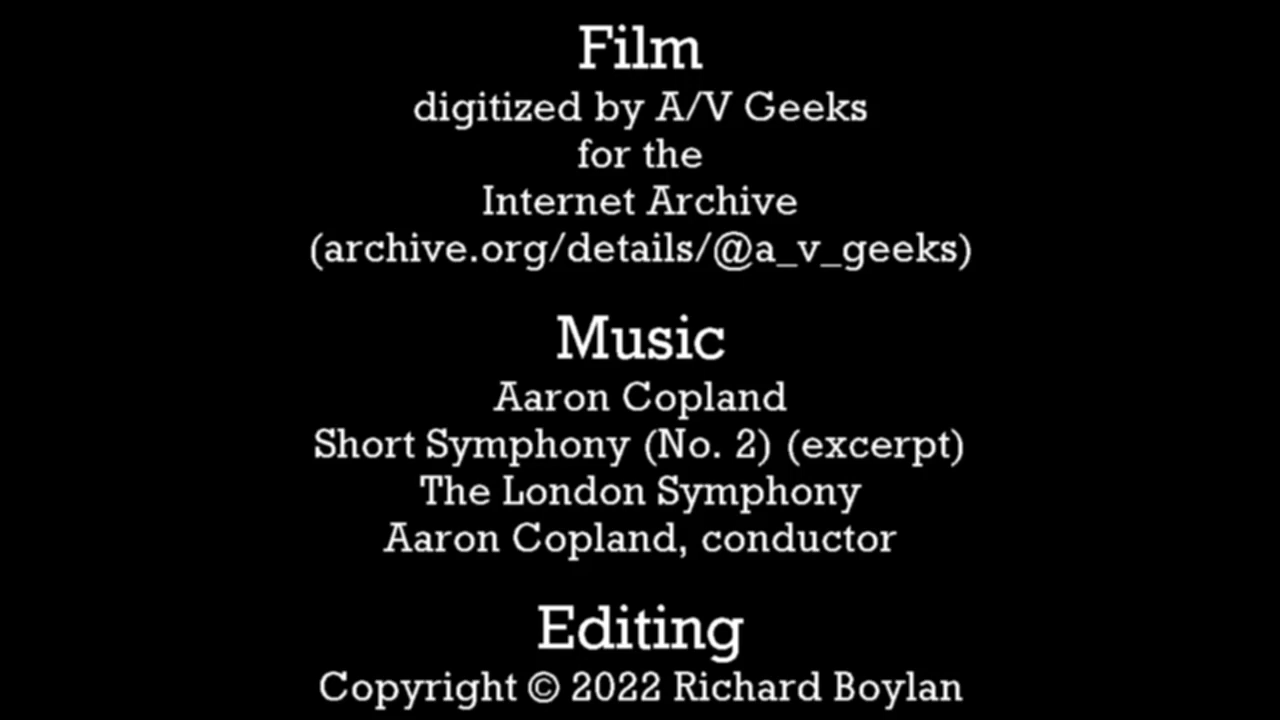 Film
digitized by A/V Geeks
for the
Internet Archive
(archive.org/details/@a_v_geeks)
Music
Aaron Copland
Short Symphony (No. 2) (excerpt)
The London Symphony
Aaron Copland, conductor
Editing
Copyright © 2022 Richard Boylan